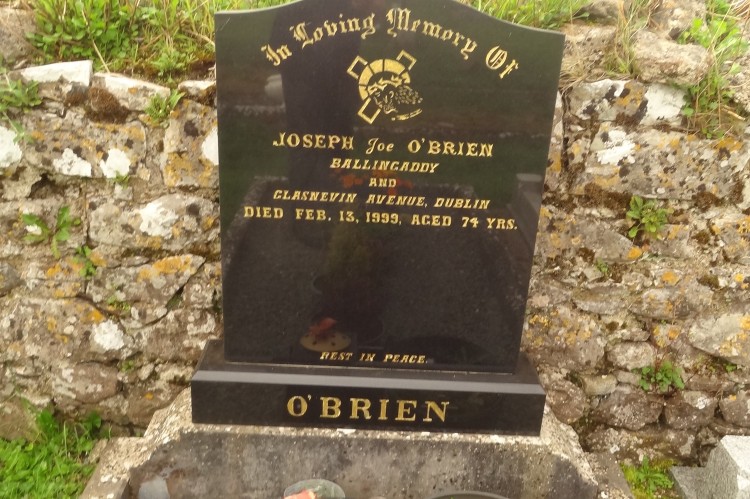 In Loving Memory Of
JOSEPH Joe O'BRIEN
BALLINGADDY
AND
GLASNEVIN AVENUE, DUBLIN
DIED FEB. 13, 1999, AGED 74 YRS.
REST IN PEACE.
O'BRIEN